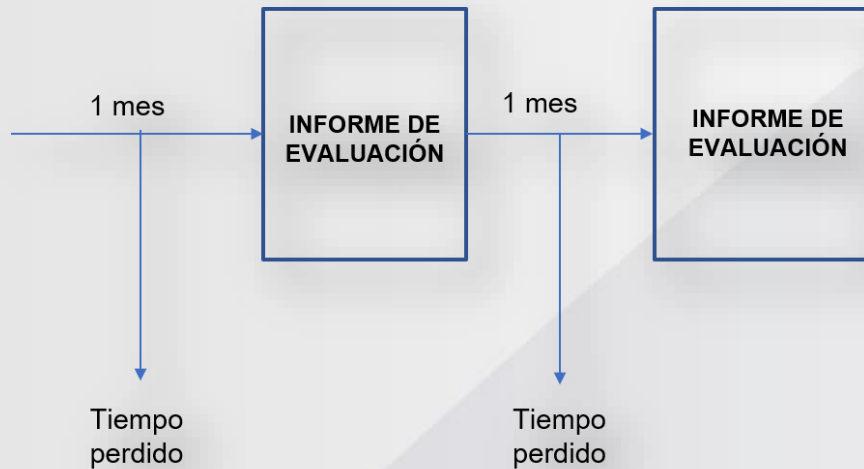 1 mes
INFORME DE
EVALUACIÓN
1 mes
INFORME DE
EVALUACIÓN
Tiempo
perdido
Tiempo
perdido